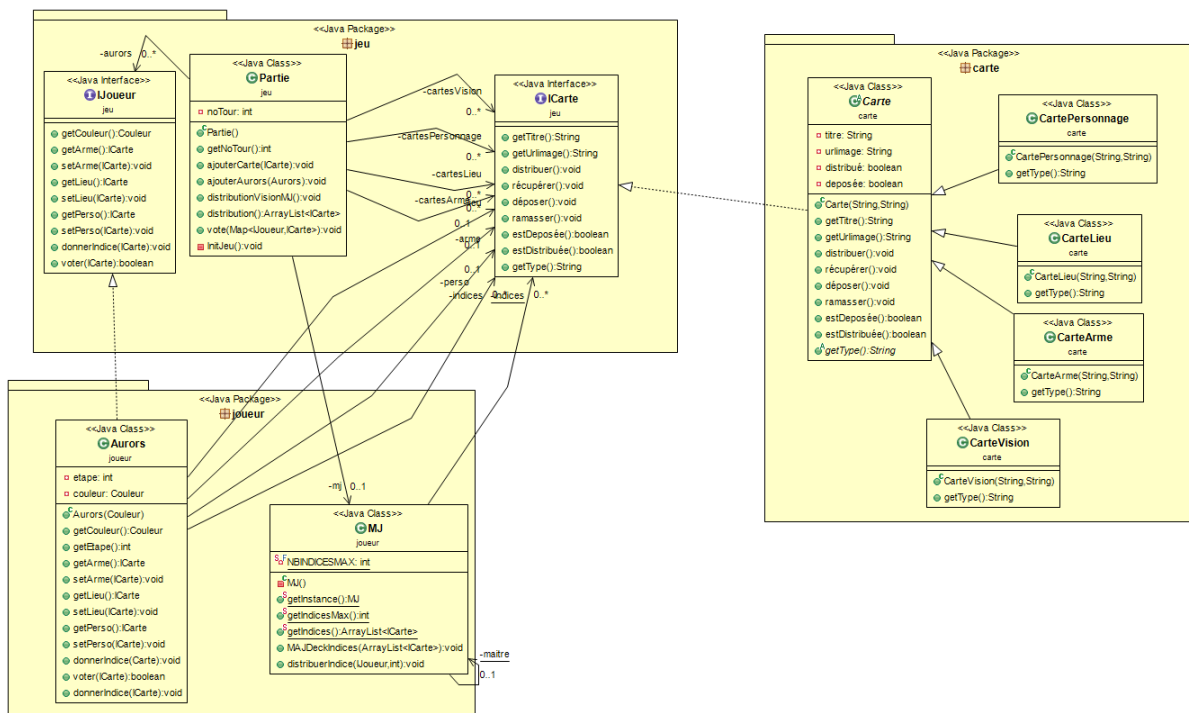 <<Java Package>>
jeu
-aurors 0..*
<<Java Interface>>
IJoueur
jeu
getCouleur():Couleur
getArme():ICarte
setArme(ICarte):void
getLieu():ICarte
setLieu(ICarte):void
getPerso():ICarte
setPerso(ICarte):void
donnerIndice(ICarte):void
voter(ICarte):boolean
<<Java Class>>
Partie
jeu
noTour: int
Partie()
getNoTour():int
ajouterCarte(ICarte):void
ajouterAurors(Aurors):void
distributionVisionMJ():void
distribution():ArrayList<ICarte>
vote(Map<IJoueur,ICarte>):void
InitJeu():void
-cartesVision
0..*
-cartesPersonnage
0..*
-cartesLieu
0..*
-cartesArme
-lieu
0..1
-arme
0..1
0..1
-perso
-indices
0..*
-indices
0..*
<<Java Interface>>
ICarte
jeu
getTitre():String
getUrlimage():String
distribuer():void
récupérer():void
déposer():void
ramasser():void
estDeposée():boolean
estDistribuée():boolean
getType():String
<<Java Package>>
carte
<<Java Class>>
Carte
carte
titre: String
urlimage: String
distribué: boolean
deposée: boolean
Carte(String,String)
getTitre():String
getUrlimage():String
distribuer():void
récupérer():void
déposer():void
ramasser():void
estDeposée():boolean
estDistribuée():boolean
getType():String
<<Java Class>>
CartePersonnage
carte
CartePersonnage(String,String)
getType():String
<<Java Class>>
CarteLieu
carte
CarteLieu(String,String)
getType():String
<<Java Class>>
CarteArme
carte
CarteArme(String,String)
getType():String
<<Java Class>>
CarteVision
carte
CarteVision(String,String)
getType():String
<<Java Package>>
joueur
<<Java Class>>
Aurors
joueur
etape: int
couleur: Couleur
Aurors(Couleur)
getCouleur():Couleur
getEtape():int
getArme():ICarte
setArme(ICarte):void
getLieu():ICarte
setLieu(ICarte):void
getPerso():ICarte
setPerso(ICarte):void
donnerIndice(Carte):void
voter(ICarte):boolean
donnerIndice(ICarte):void
-mj 0..1
<<Java Class>>
MJ
joueur
NBINDICESMAX: int
MJ()
getInstance():MJ
getIndicesMax():int
getIndices():ArrayList<ICarte>
MAJDeckIndices(ArrayList<ICarte>):void
distribuerIndice(IJoueur,int):void
-maitre
0..1